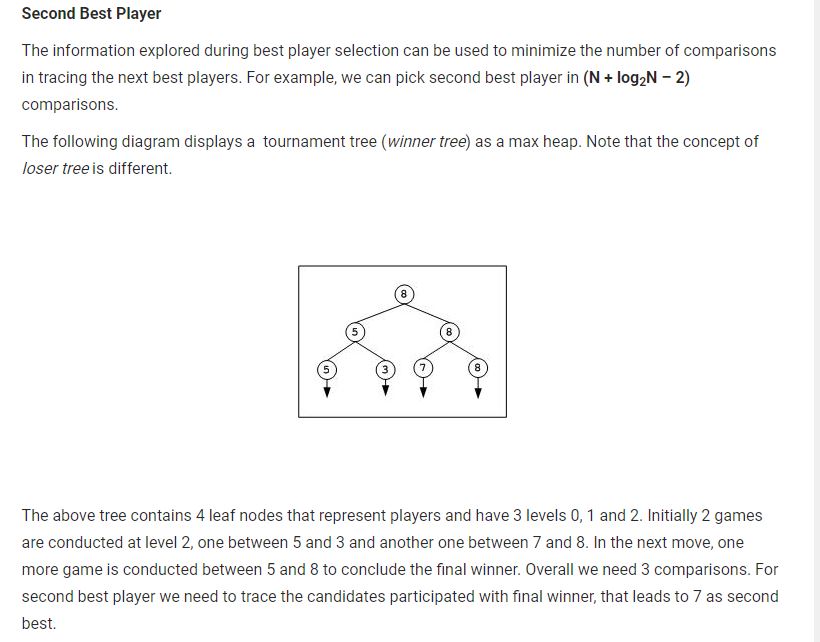 Second Best Player
The information explored during best player selection can be used to minimize the number of comparisons
in tracing the next best players. For example, we can pick second best player in (N + log₂N − 2)
comparisons.
The following diagram displays a tournament tree (winner tree) as a max heap. Note that the concept of
loser tree is different.
8
5 8
5 3 7 8
The above tree contains 4 leaf nodes that represent players and have 3 levels 0, 1 and 2. Initially 2 games
are conducted at level 2, one between 5 and 3 and another one between 7 and 8. In the next move, one
more game is conducted between 5 and 8 to conclude the final winner. Overall we need 3 comparisons. For
second best player we need to trace the candidates participated with final winner, that leads to 7 as second
best.